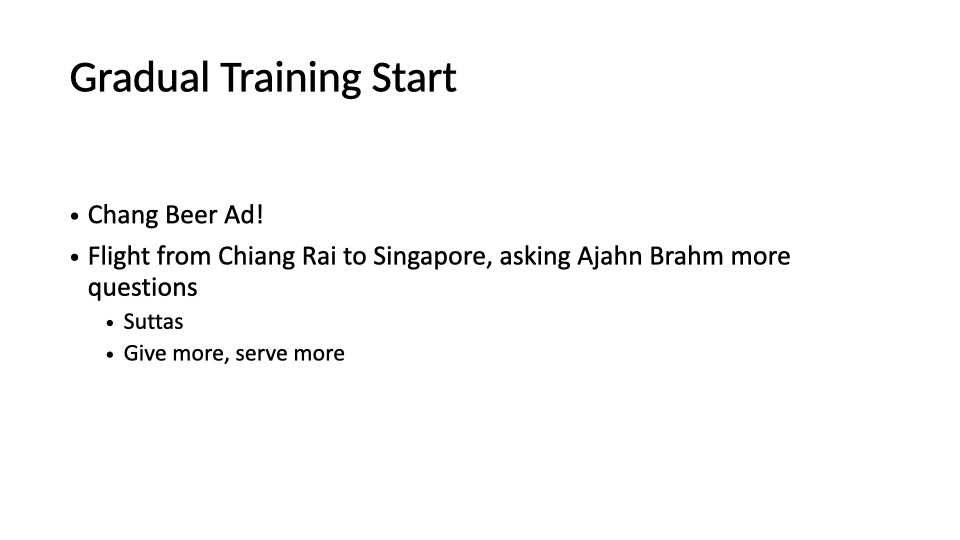 Gradual Training Start
• Chang Beer Ad!
• Flight from Chiang Rai to Singapore, asking Ajahn Brahm more
questions
• Suttas
• Give more, serve more